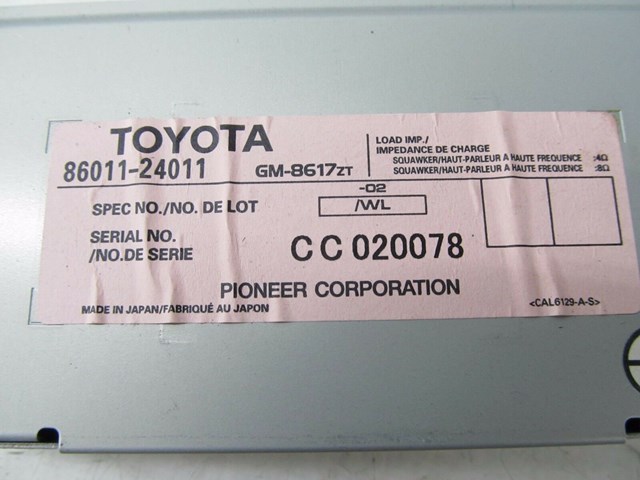 TOYOTA
86011-24011 GM-8617ZT
LOAD IMP./
IMPEDANCE DE CHARGE
SQUAWKER/HAUT-PARLEUR A HAUTE FREQUENCE :4Ω
SQUAWKER/HAUT-PARLEUR A HAUTE FREQUENCE :8Ω
-02
SPEC NO./NO. DE LOT /WL
SERIAL NO.
/NO.DE SERIE CC 020078
PIONEER CORPORATION
MADE IN JAPAN/FABRIQUÉ AU JAPON <CAL6129-A-S>